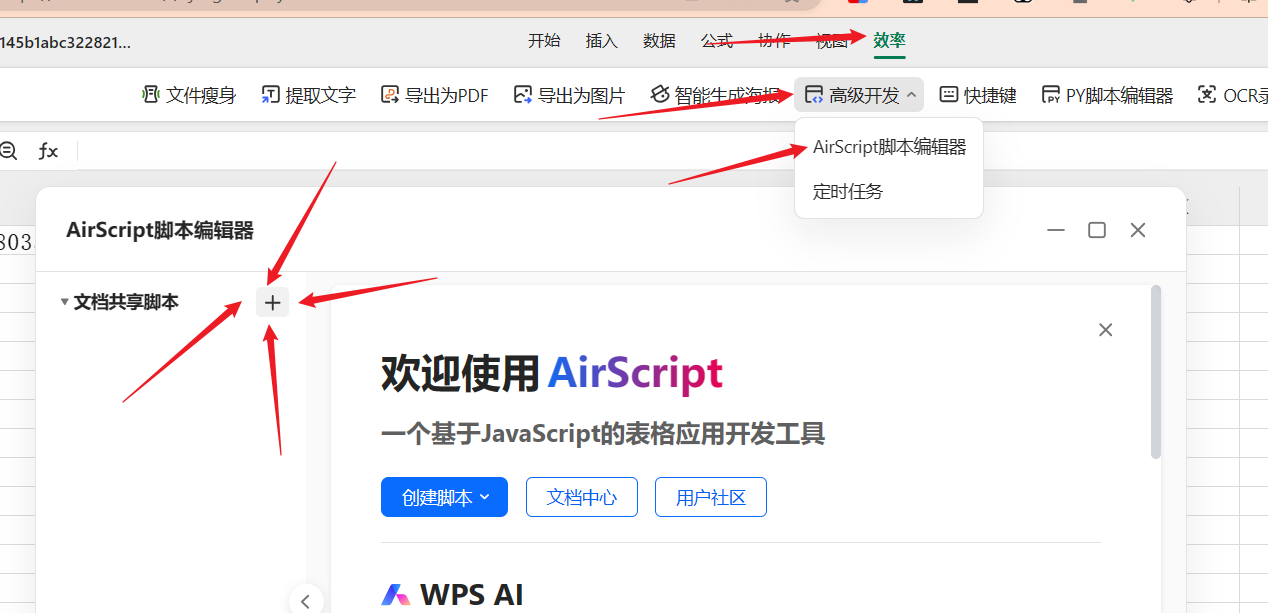 145b1abc322821...
开始 插入 数据 公式 协作 视图 效率
文件瘦身 提取文字 导出为PDF 导出为图片 智能生成海报 高级开发 快捷键 PY脚本编辑器 OCR
fx
AirScript脚本编辑器
定时任务
AirScript脚本编辑器
803
文档共享脚本
欢迎使用 AirScript
一个基于JavaScript的表格应用开发工具
创建脚本 文档中心 用户社区
WPS AI